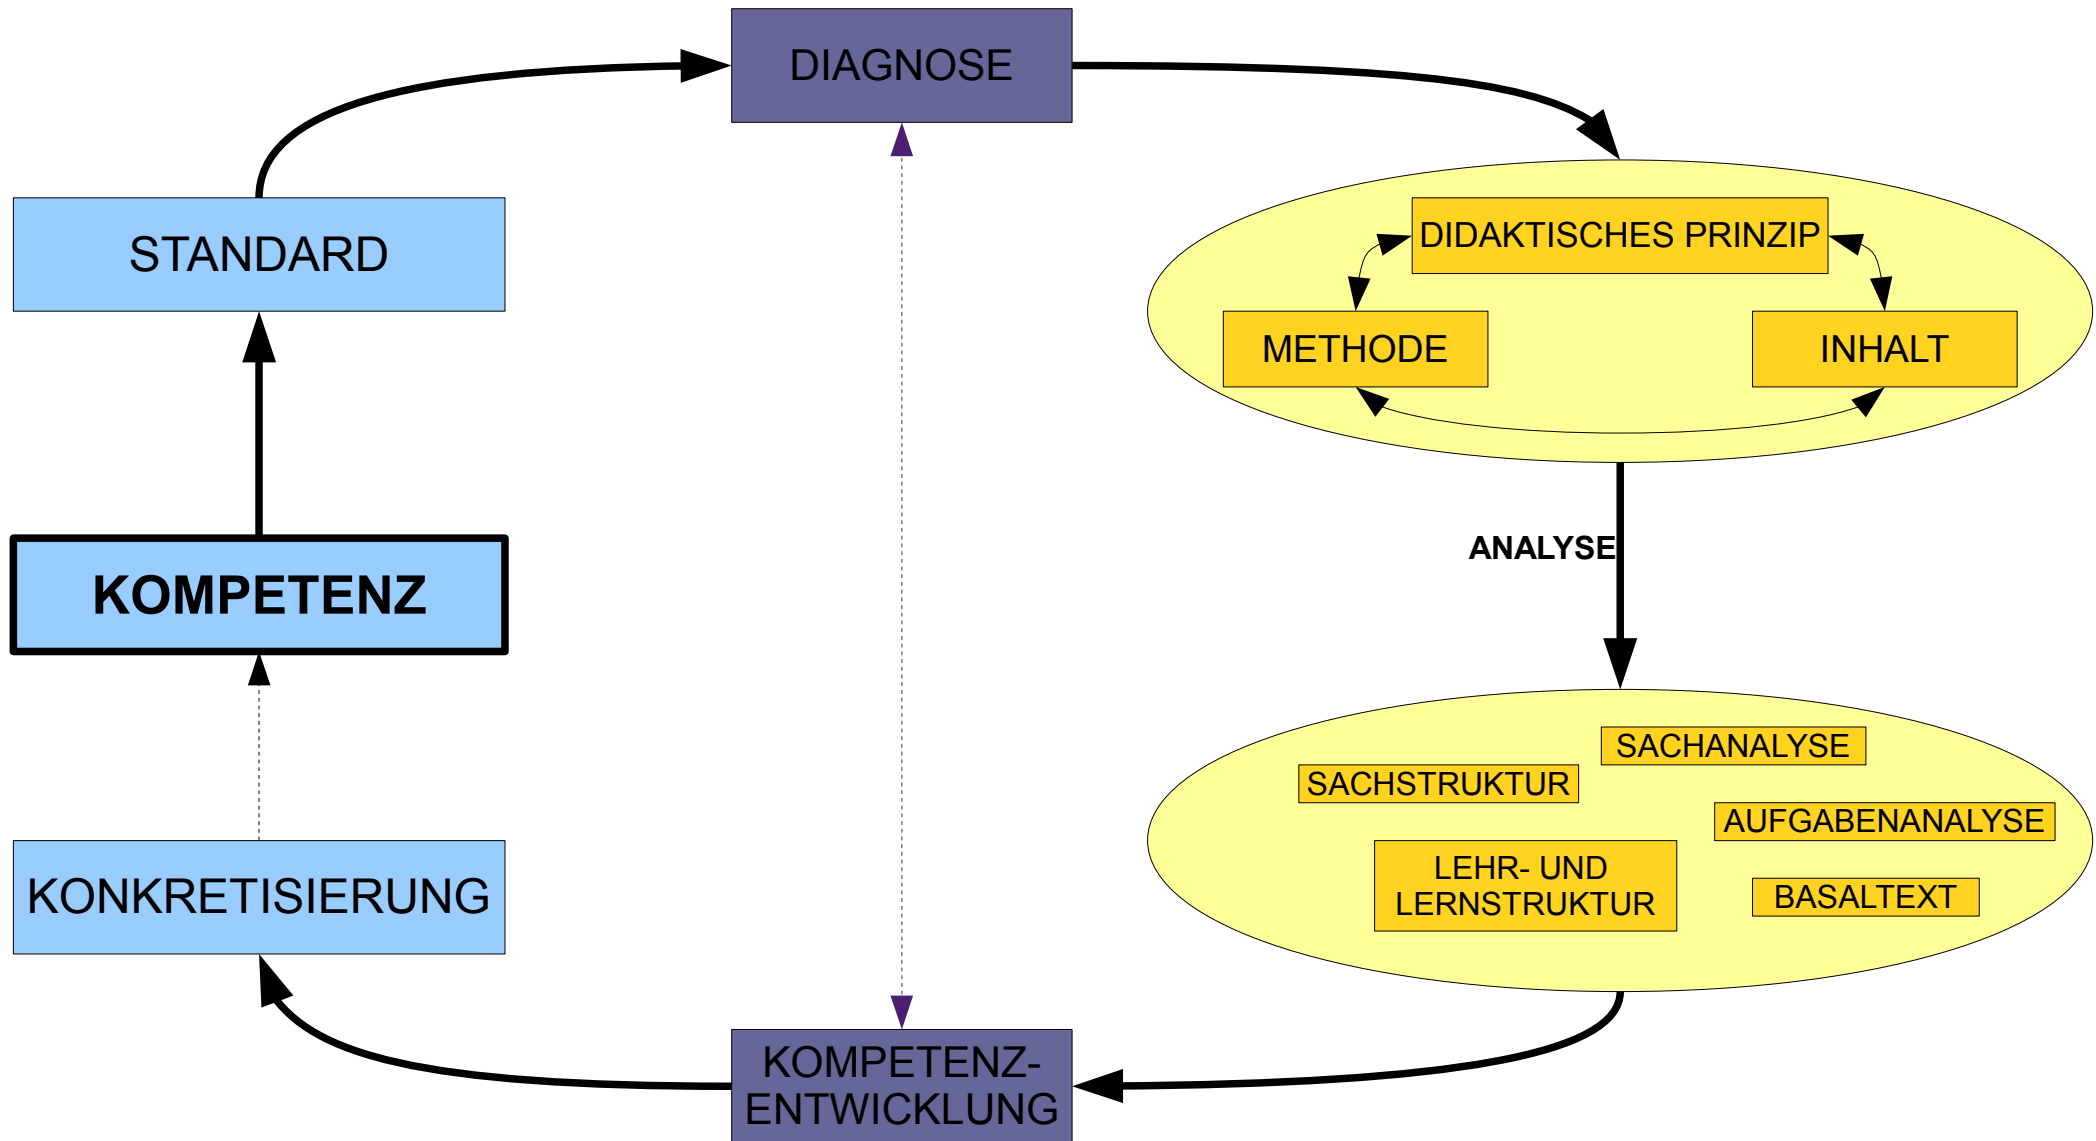 DIAGNOSE
STANDARD
DIDAKTISCHES PRINZIP
METHODE
INHALT
ANALYSE
KOMPETENZ
SACHANALYSE
SACHSTRUKTUR
AUFGABENANALYSE
LEHR- UND
LERNSTRUKTUR
BASALTEXT
KONKRETISIERUNG
KOMPETENZ-
ENTWICKLUNG